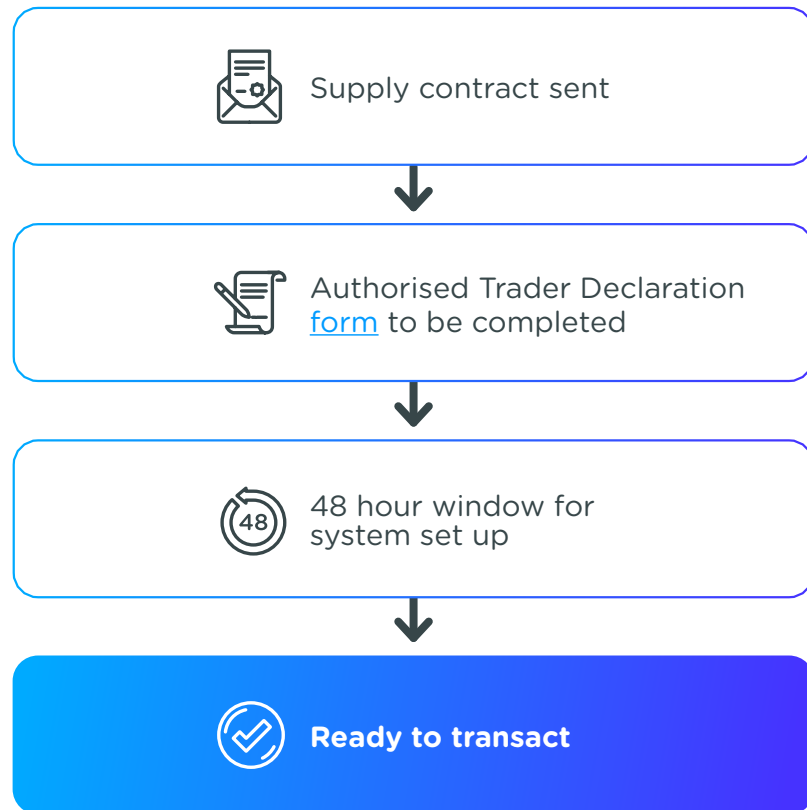 Supply contract sent
Authorised Trader Declaration
form to be completed
48
48 hour window for
system set up
Ready to transact